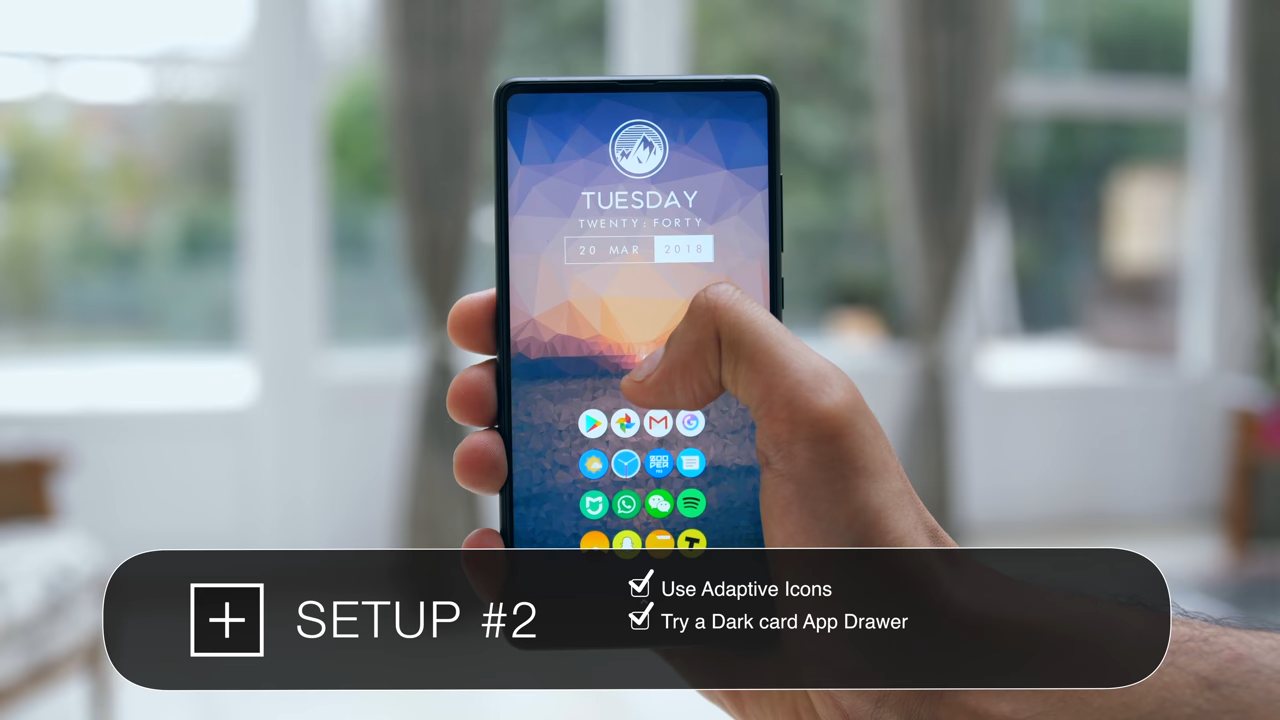 TUESDAY
TWENTY : FORTY
20 MAR 2018
SETUP #2
Use Adaptive Icons
Try a Dark card App Drawer